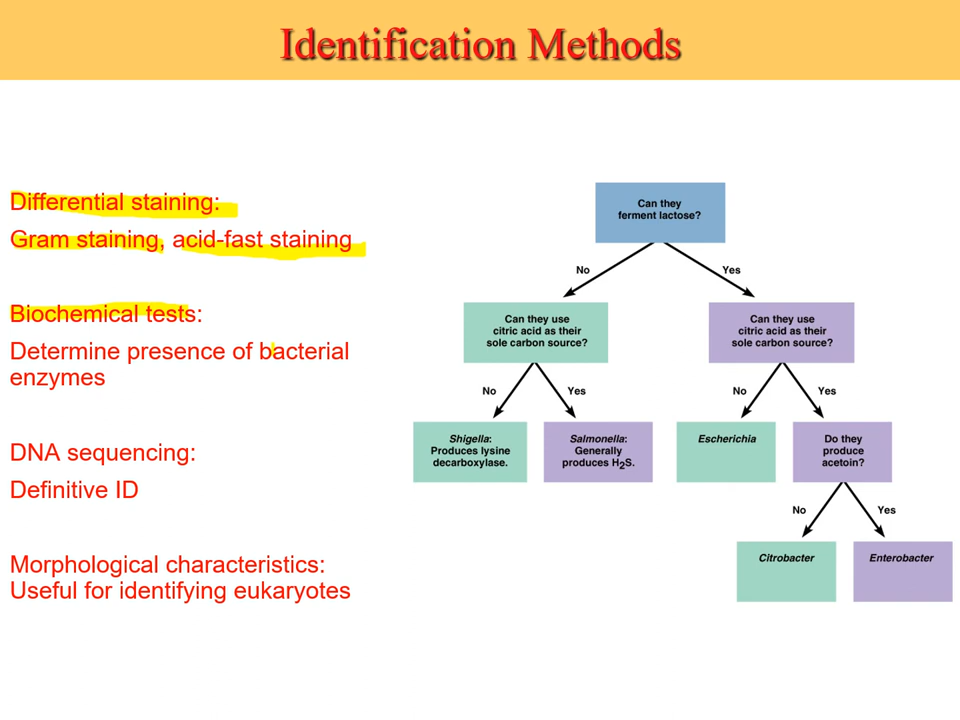 Identification Methods
Differential staining:
Gram staining, acid-fast staining
Biochemical tests:
Determine presence of bacterial
enzymes
DNA sequencing:
Definitive ID
Morphological characteristics:
Useful for identifying eukaryotes
Can they
ferment lactose?
No
Yes
Can they use
citric acid as their
sole carbon source?
Can they use
citric acid as their
sole carbon source?
No
Yes
No
Yes
Shigella:
Produces lysine
decarboxylase.
Salmonella:
Generally
produces H₂S.
Escherichia
Do they
produce
acetoin?
No
Yes
Citrobacter
Enterobacter